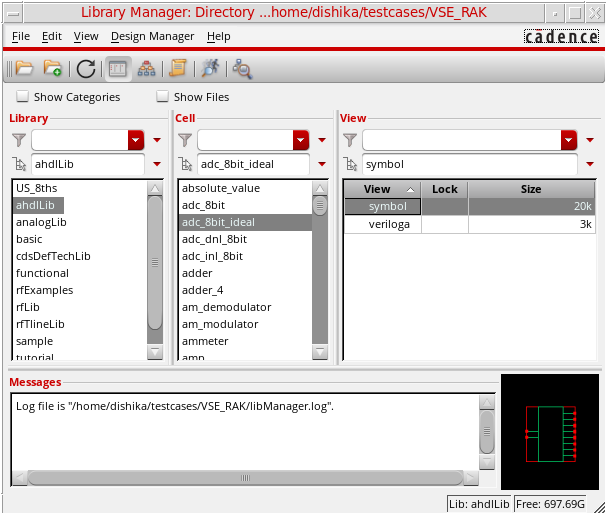 Library Manager: Directory ...home/dishika/testcases/VSE_RAK
File Edit View Design Manager Help
cādence
Show Categories Show Files
Library Cell View
ahdlLib adc_8bit_ideal symbol
US_8ths
ahdlLib
analogLib
basic
cdsDefTechLib
functional
rfExamples
rfLib
rfTlineLib
sample
tutorial
absolute_value
adc_8bit
adc_8bit_ideal
adc_dnl_8bit
adc_inl_8bit
adder
adder_4
am_demodulator
am_modulator
ammeter
amp
View Lock Size
symbol 20k
veriloga 3k
Messages
Log file is "/home/dishika/testcases/VSE_RAK/libManager.log".
Lib: ahdlLib Free: 697.69G